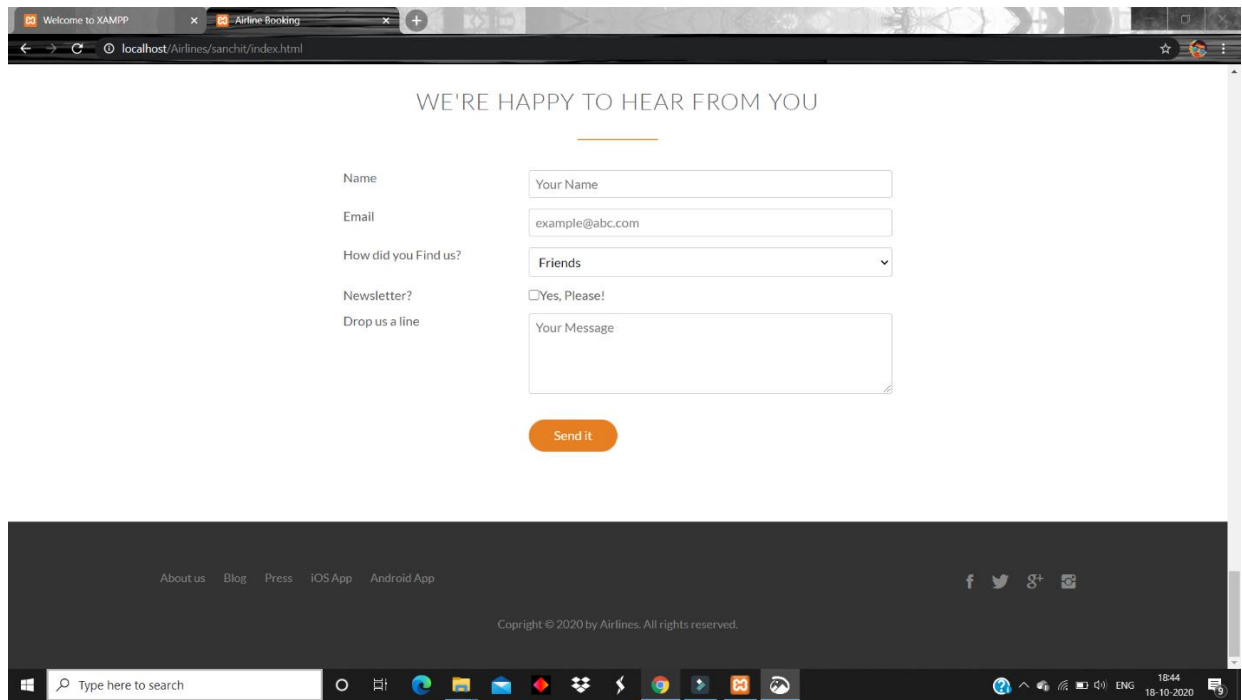 Welcome to XAMPP
Airline Booking
localhost/Airlines/sanchit/index.html
WE'RE HAPPY TO HEAR FROM YOU
Name
Your Name
Email
example@abc.com
How did you Find us?
Friends
Newsletter?
Yes, Please!
Drop us a line
Your Message
Send it
About us Blog Press iOS App Android App
Copright © 2020 by Airlines. All rights reserved.
Type here to search
ENG
18:44
18-10-2020